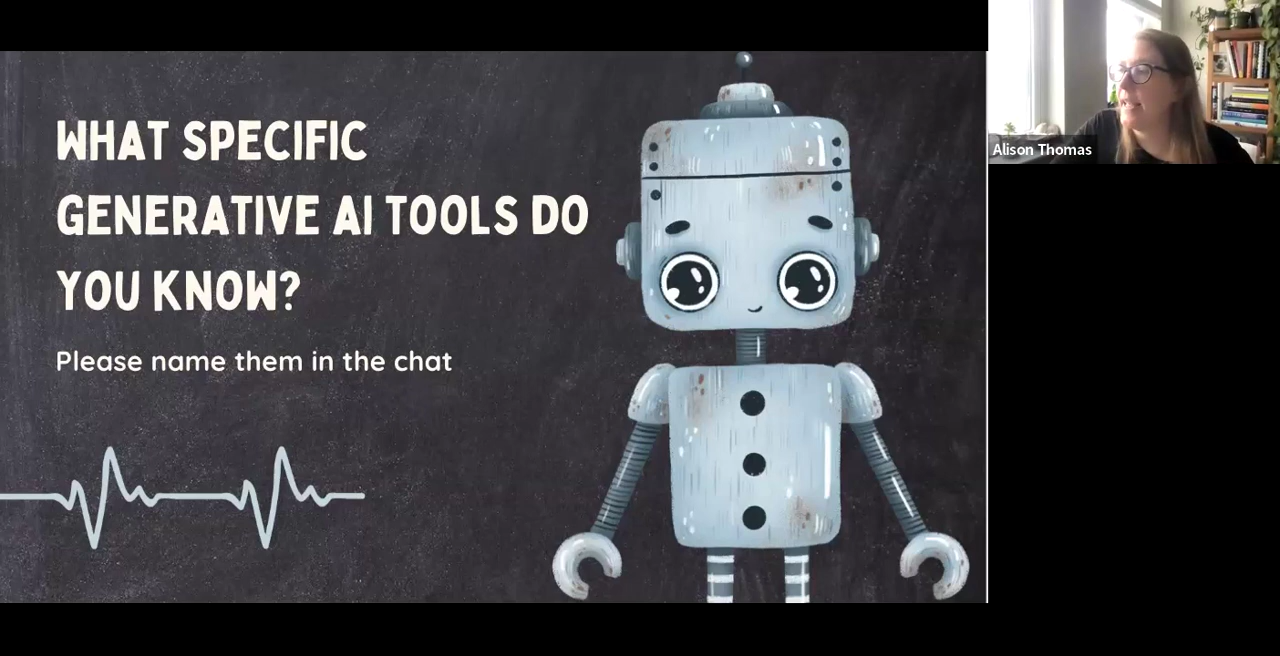 WHAT SPECIFIC
GENERATIVE AI TOOLS DO
YOU KNOW?
Please name them in the chat
Alison Thomas